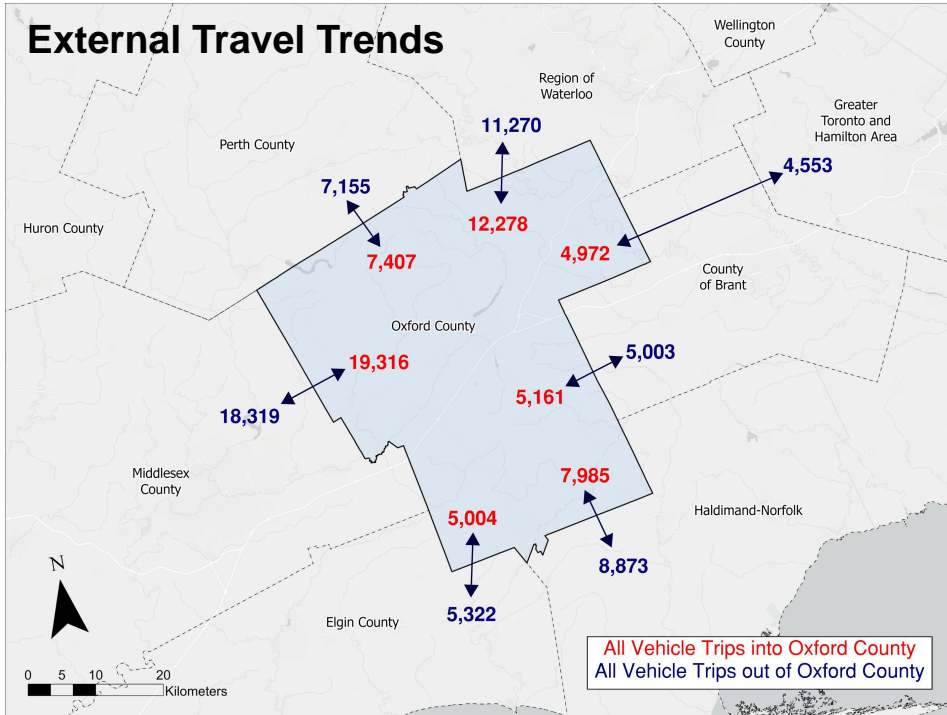 External Travel Trends
Wellington
County
Region of
Waterloo
Greater
Toronto and
Hamilton Area
Perth County
11,270
4,553
7,155
Huron County
12,278
4,972
7,407
County
of Brant
Oxford County
5,003
19,316
5,161
18,319
Middlesex
County
7,985
Haldimand-Norfolk
5,004
8,873
N
5,322
Elgin County
All Vehicle Trips into Oxford County
All Vehicle Trips out of Oxford County
0 5 10 20
Kilometers